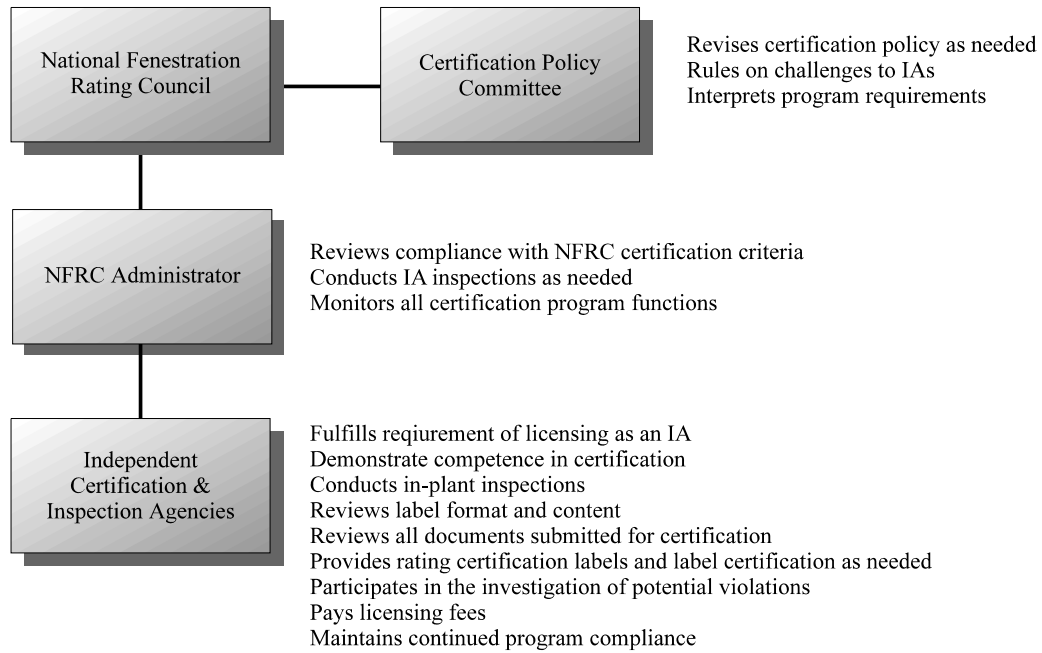 National Fenestration
Rating Council
Certification Policy
Committee
Revises certification policy as needed
Rules on challenges to IAs
Interprets program requirements
NFRC Administrator
Reviews compliance with NFRC certification criteria
Conducts IA inspections as needed
Monitors all certification program functions
Independent
Certification &
Inspection Agencies
Fulfills reqiurement of licensing as an IA
Demonstrate competence in certification
Conducts in-plant inspections
Reviews label format and content
Reviews all documents submitted for certification
Provides rating certification labels and label certification as needed
Participates in the investigation of potential violations
Pays licensing fees
Maintains continued program compliance